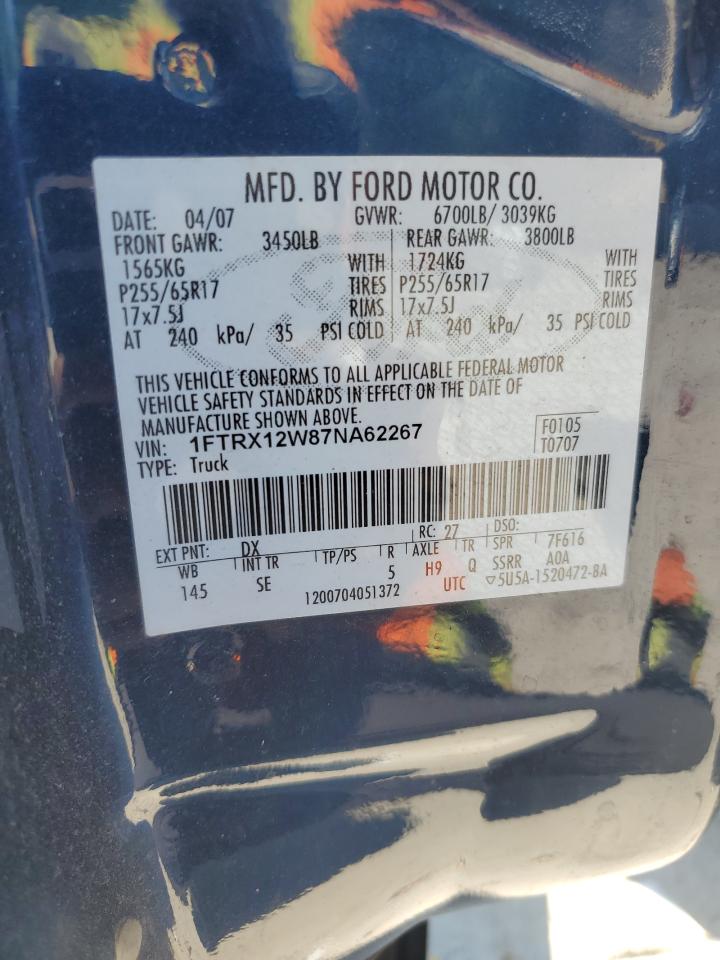 MFD. BY FORD MOTOR CO.
DATE: 04/07 GVWR: 6700LB/ 3039KG
FRONT GAWR: 3450LB REAR GAWR: 3800LB
1565KG WITH 1724KG WITH
P255/65R17 TIRES P255/65R17 TIRES
17x7.5J RIMS 17x7.5J RIMS
AT 240 kPa/ 35 PSI COLD AT 240 kPa/ 35 PSI COLD
THIS VEHICLE CONFORMS TO ALL APPLICABLE FEDERAL MOTOR
VEHICLE SAFETY STANDARDS IN EFFECT ON THE DATE OF
MANUFACTURE SHOWN ABOVE.
VIN: 1FTRX12W87NA62267 F0105
TYPE: Truck T0707
EXT PNT: DX RC: 27 DSO:
WB INT TR TP/PS R AXLE TR SPR 7F616
145 SE 5 H9 Q SSRR A0A
1200704051372 UTC ▽5U5A-1520472-BA